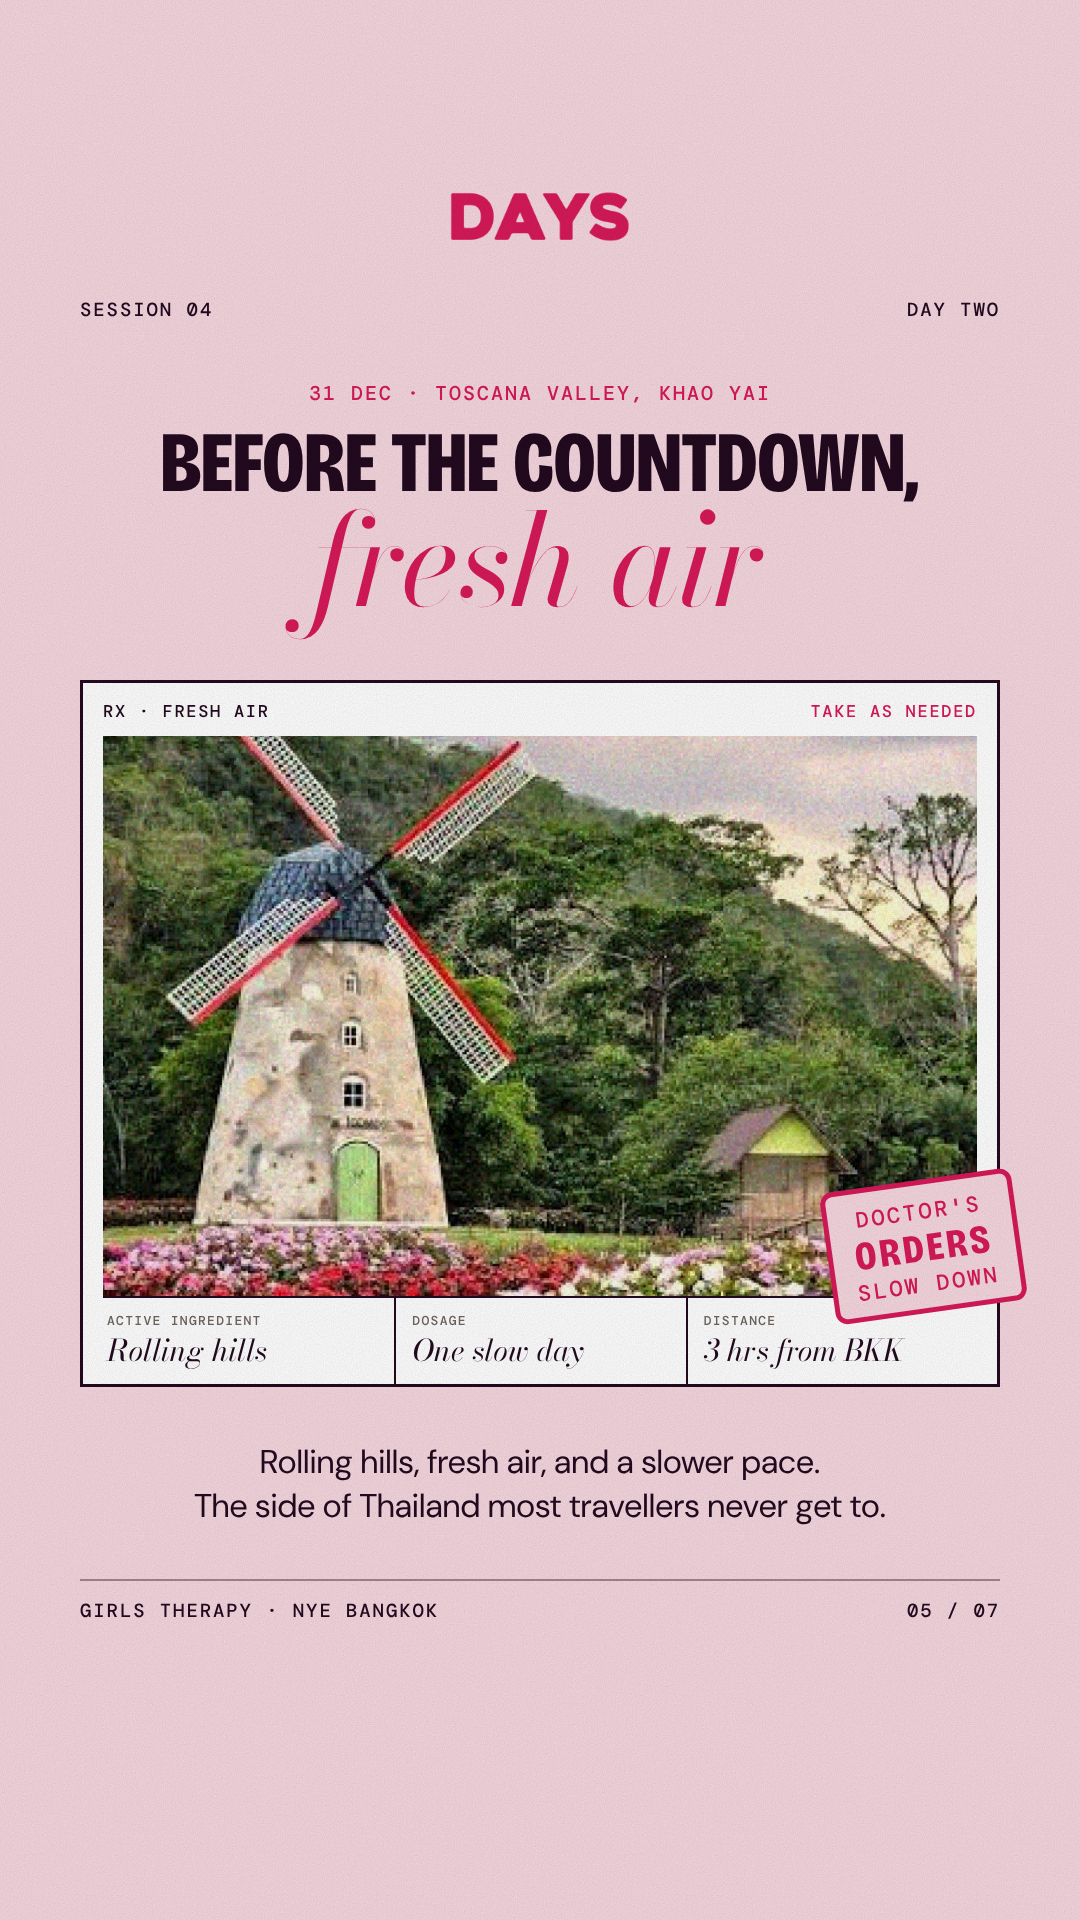 DAYS
SESSION 04
DAY TWO
31 DEC · TOSCANA VALLEY, KHAO YAI
BEFORE THE COUNTDOWN,
fresh air
RX · FRESH AIR
TAKE AS NEEDED
DOCTOR'S
ORDERS
SLOW DOWN
ACTIVE INGREDIENT
Rolling hills
DOSAGE
One slow day
DISTANCE
3 hrs from BKK
Rolling hills, fresh air, and a slower pace.
The side of Thailand most travellers never get to.
GIRLS THERAPY · NYE BANGKOK
05 / 07